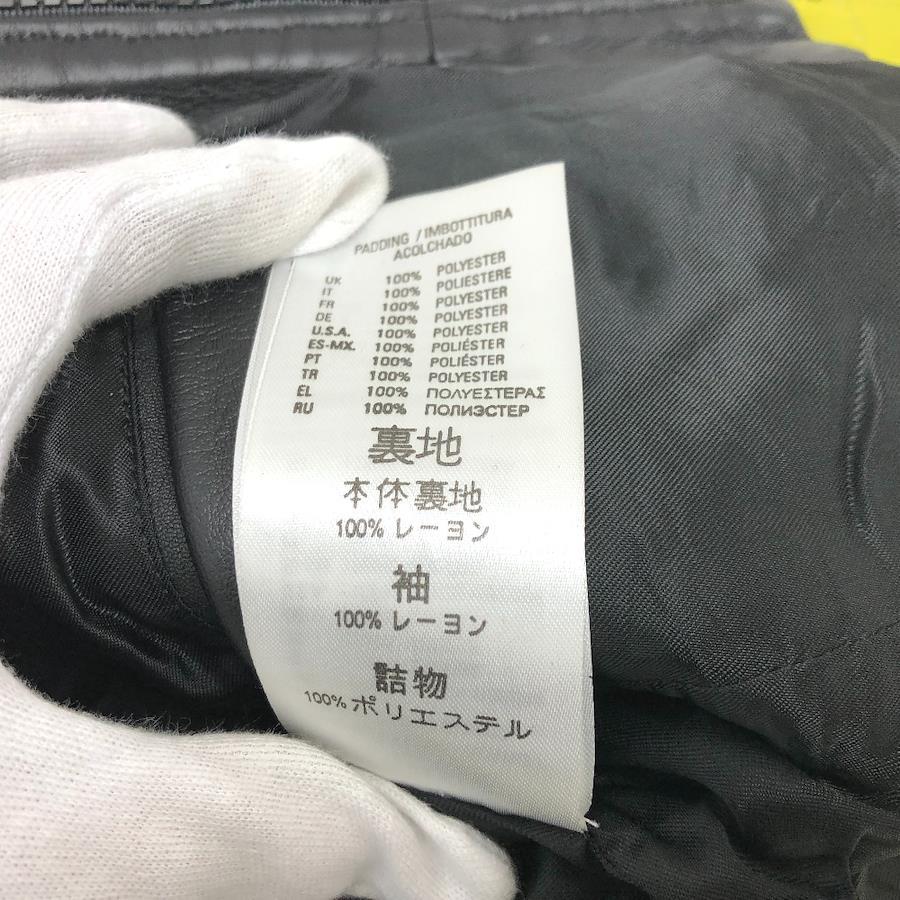 PADDING / IMBOTTITURA
ACOLCHADO
UK 100% POLYESTER
IT 100% POLIESTERE
FR 100% POLYESTER
DE 100% POLYESTER
U.S.A. 100% POLYESTER
ES-MX. 100% POLIÉSTER
PT 100% POLIÉSTER
TR 100% POLYESTER
EL 100% ΠΟΛΥΕΣΤΕΡΑΣ
RU 100% ПОЛИЭСТЕР
裏地
本体裏地
100% レーヨン
袖
100% レーヨン
詰物
100% ポリエステル